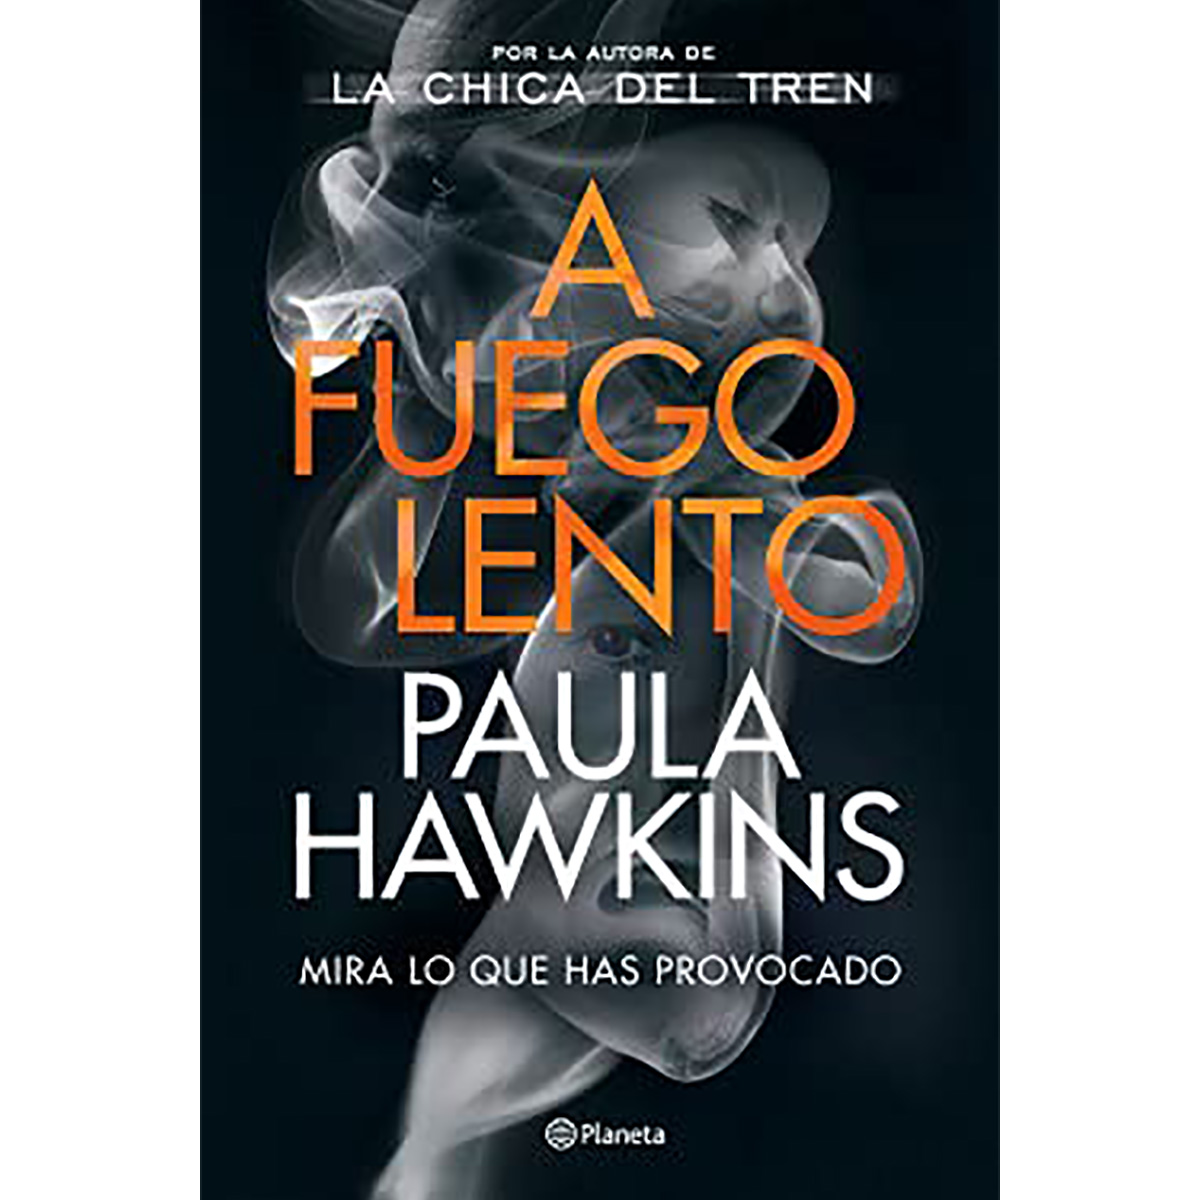 POR LA AUTORA DE
LA CHICA DEL TREN
A
FUEGO
LENTO
PAULA
HAWKINS
MIRA LO QUE HAS PROVOCADO
Planeta